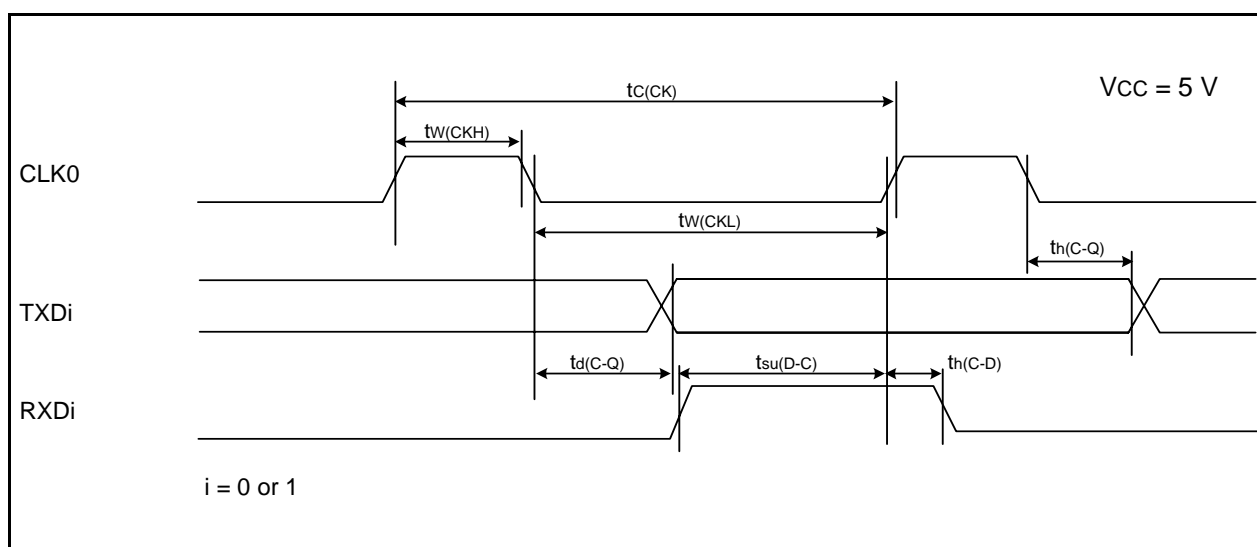 VCC = 5 V
tC(CK)
tW(CKH)
CLK0
tW(CKL)
th(C-Q)
TXDi
td(C-Q)
tsu(D-C)
th(C-D)
RXDi
i = 0 or 1